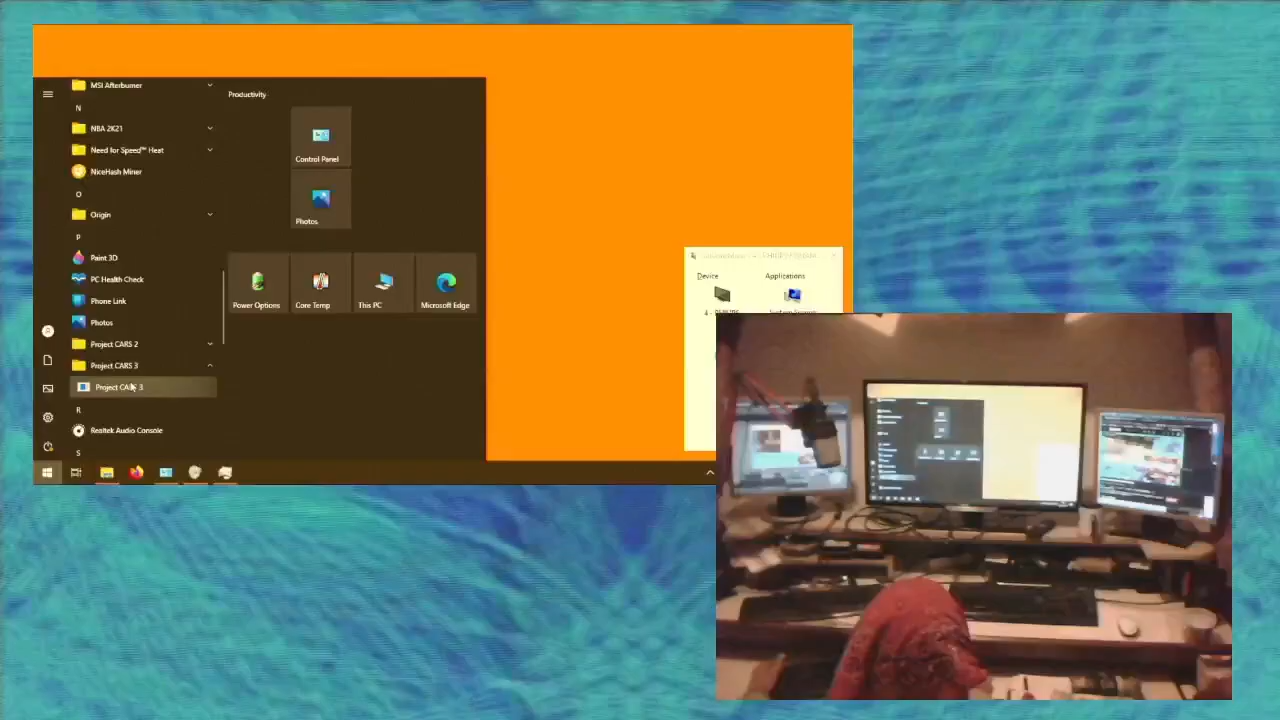 MSI Afterburner
N
NBA 2K21
Need for Speed™ Heat
NiceHash Miner
O
Origin
P
Paint 3D
PC Health Check
Phone Link
Photos
Project CARS 2
Project CARS 3
Project CARS 3
R
Realtek Audio Console
S
Productivity
Control Panel
Photos
Power Options
Core Temp
This PC
Microsoft Edge
Device
Applications